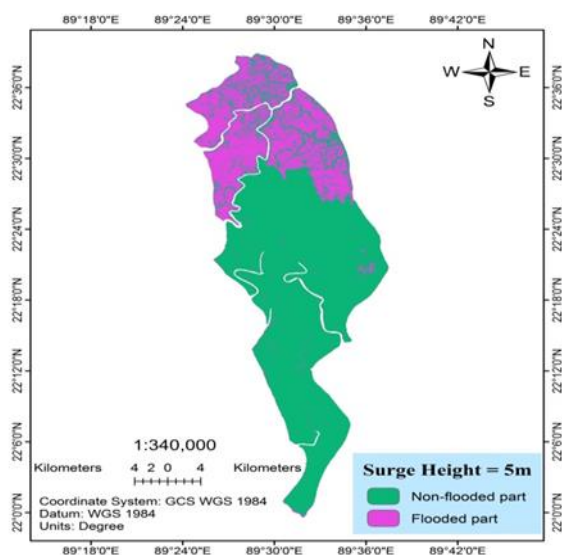 89°18'0"E 89°24'0"E 89°30'0"E 89°36'0"E 89°42'0"E
N
W E
S
22°36'0"N 22°36'0"N
22°30'0"N 22°30'0"N
22°24'0"N 22°24'0"N
22°18'0"N 22°18'0"N
22°12'0"N 22°12'0"N
22°6'0"N 22°6'0"N
22°0'0"N 22°0'0"N
1:340,000
Kilometers Kilometers
4 2 0 4
Coordinate System: GCS WGS 1984
Datum: WGS 1984
Units: Degree
Surge Height = 5m
Non-flooded part
Flooded part
89°18'0"E 89°24'0"E 89°30'0"E 89°36'0"E 89°42'0"E